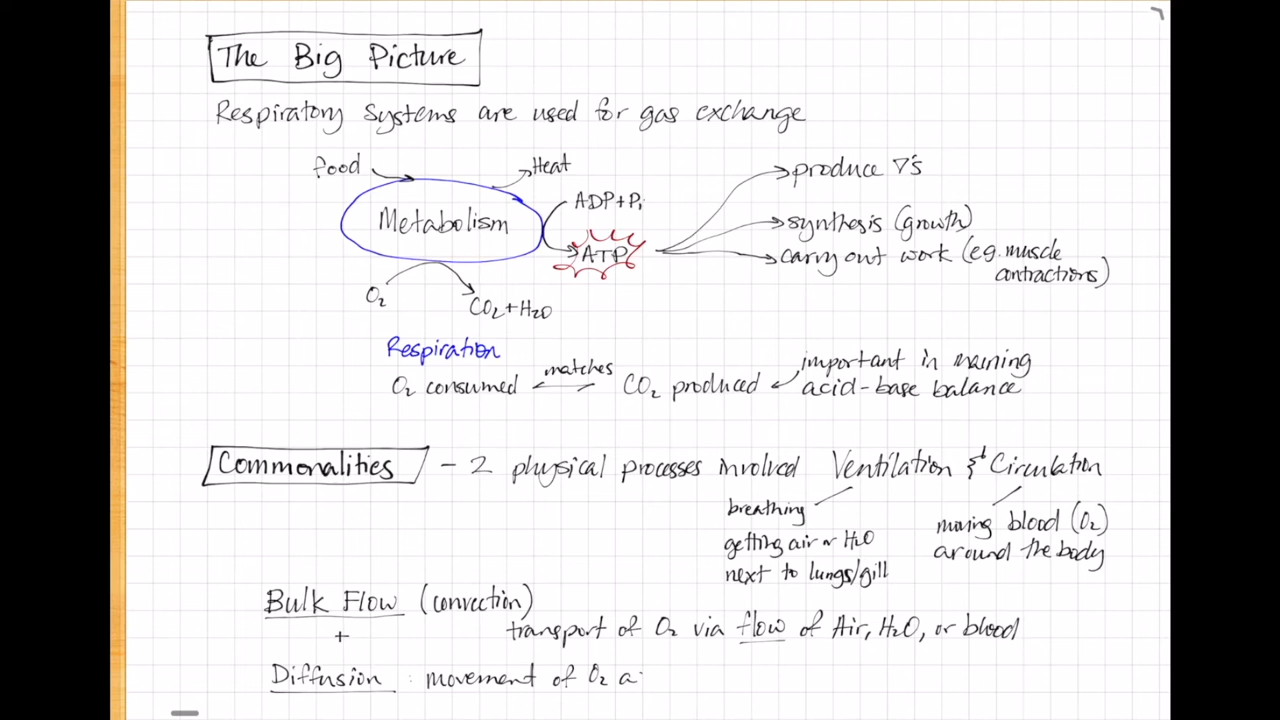 The Big Picture
Respiratory systems are used for gas exchange
food
Heat
Metabolism
ADP+Pi
ATP
O2
CO2+H2O
produce ∇'s
synthesis (growth)
carry out work (eg. muscle
contractions)
Respiration
O2 consumed
matches
CO2 produced
important in
acid-base balance
Commonalities - 2 physical processes involved Ventilation & Circulation
breathing
getting air or H2O
next to lungs/gill
moving blood (O2)
around the body
Bulk Flow (convection)
+
transport of O2 via flow of Air, H2O, or blood
Diffusion : movement of O2 a